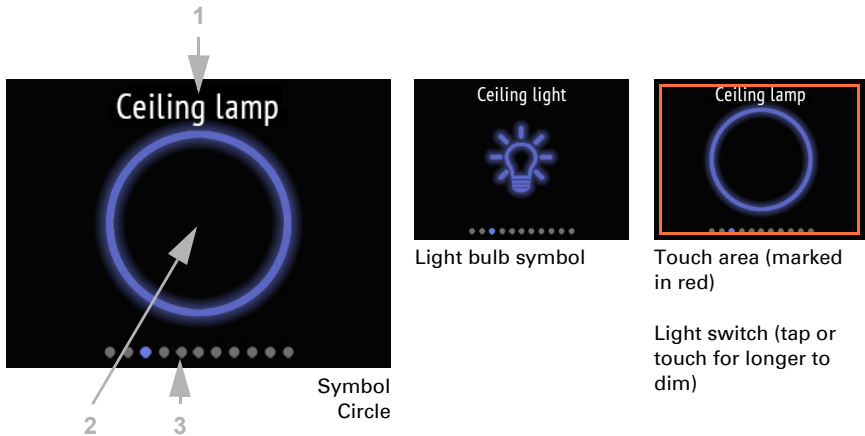 1
Ceiling lamp
2
3
Symbol
Circle
Ceiling light
Light bulb symbol
Ceiling lamp
Touch area (marked
in red)
Light switch (tap or
touch for longer to
dim)